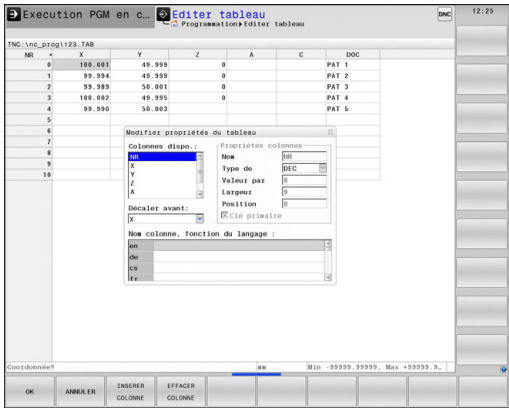 Execution PGM en c... Editer tableau DNC 12:25
Programmation Editer tableau
TNC:\nc_prog\123.TAB
NR X Y Z A C DOC
0 100.001 49.999 0 PAT 1
1 99.994 49.999 0 PAT 2
2 99.989 50.001 0 PAT 3
3 100.002 49.995 0 PAT 4
4 99.990 50.003 PAT 5
5
6
7
8
9
10
Modifier propriétés du tableau
Colonnes dispo.:
NR
X
Y
Z
A
Décaler avant:
X
Propriétés colonnes
Nom NR
Type de DEC
Valeur par 0
Largeur 9
Position 0
Clé primaire
Nom colonne, fonction du langage :
en
de
cs
fr
Coordonnée? mm Min -99999.99999, Max +99999.9…
OK ANNULER INSERER COLONNE EFFACER COLONNE